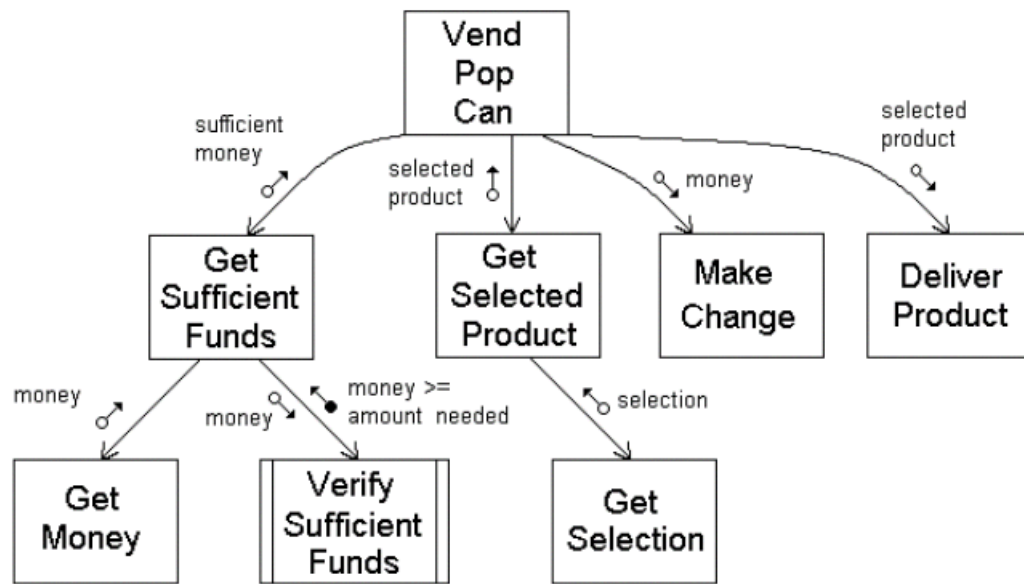 Vend
Pop
Can
sufficient
money
selected
product
money
selected
product
Get
Sufficient
Funds
Get
Selected
Product
Make
Change
Deliver
Product
money
money
money >=
amount needed
selection
Get
Money
Verify
Sufficient
Funds
Get
Selection